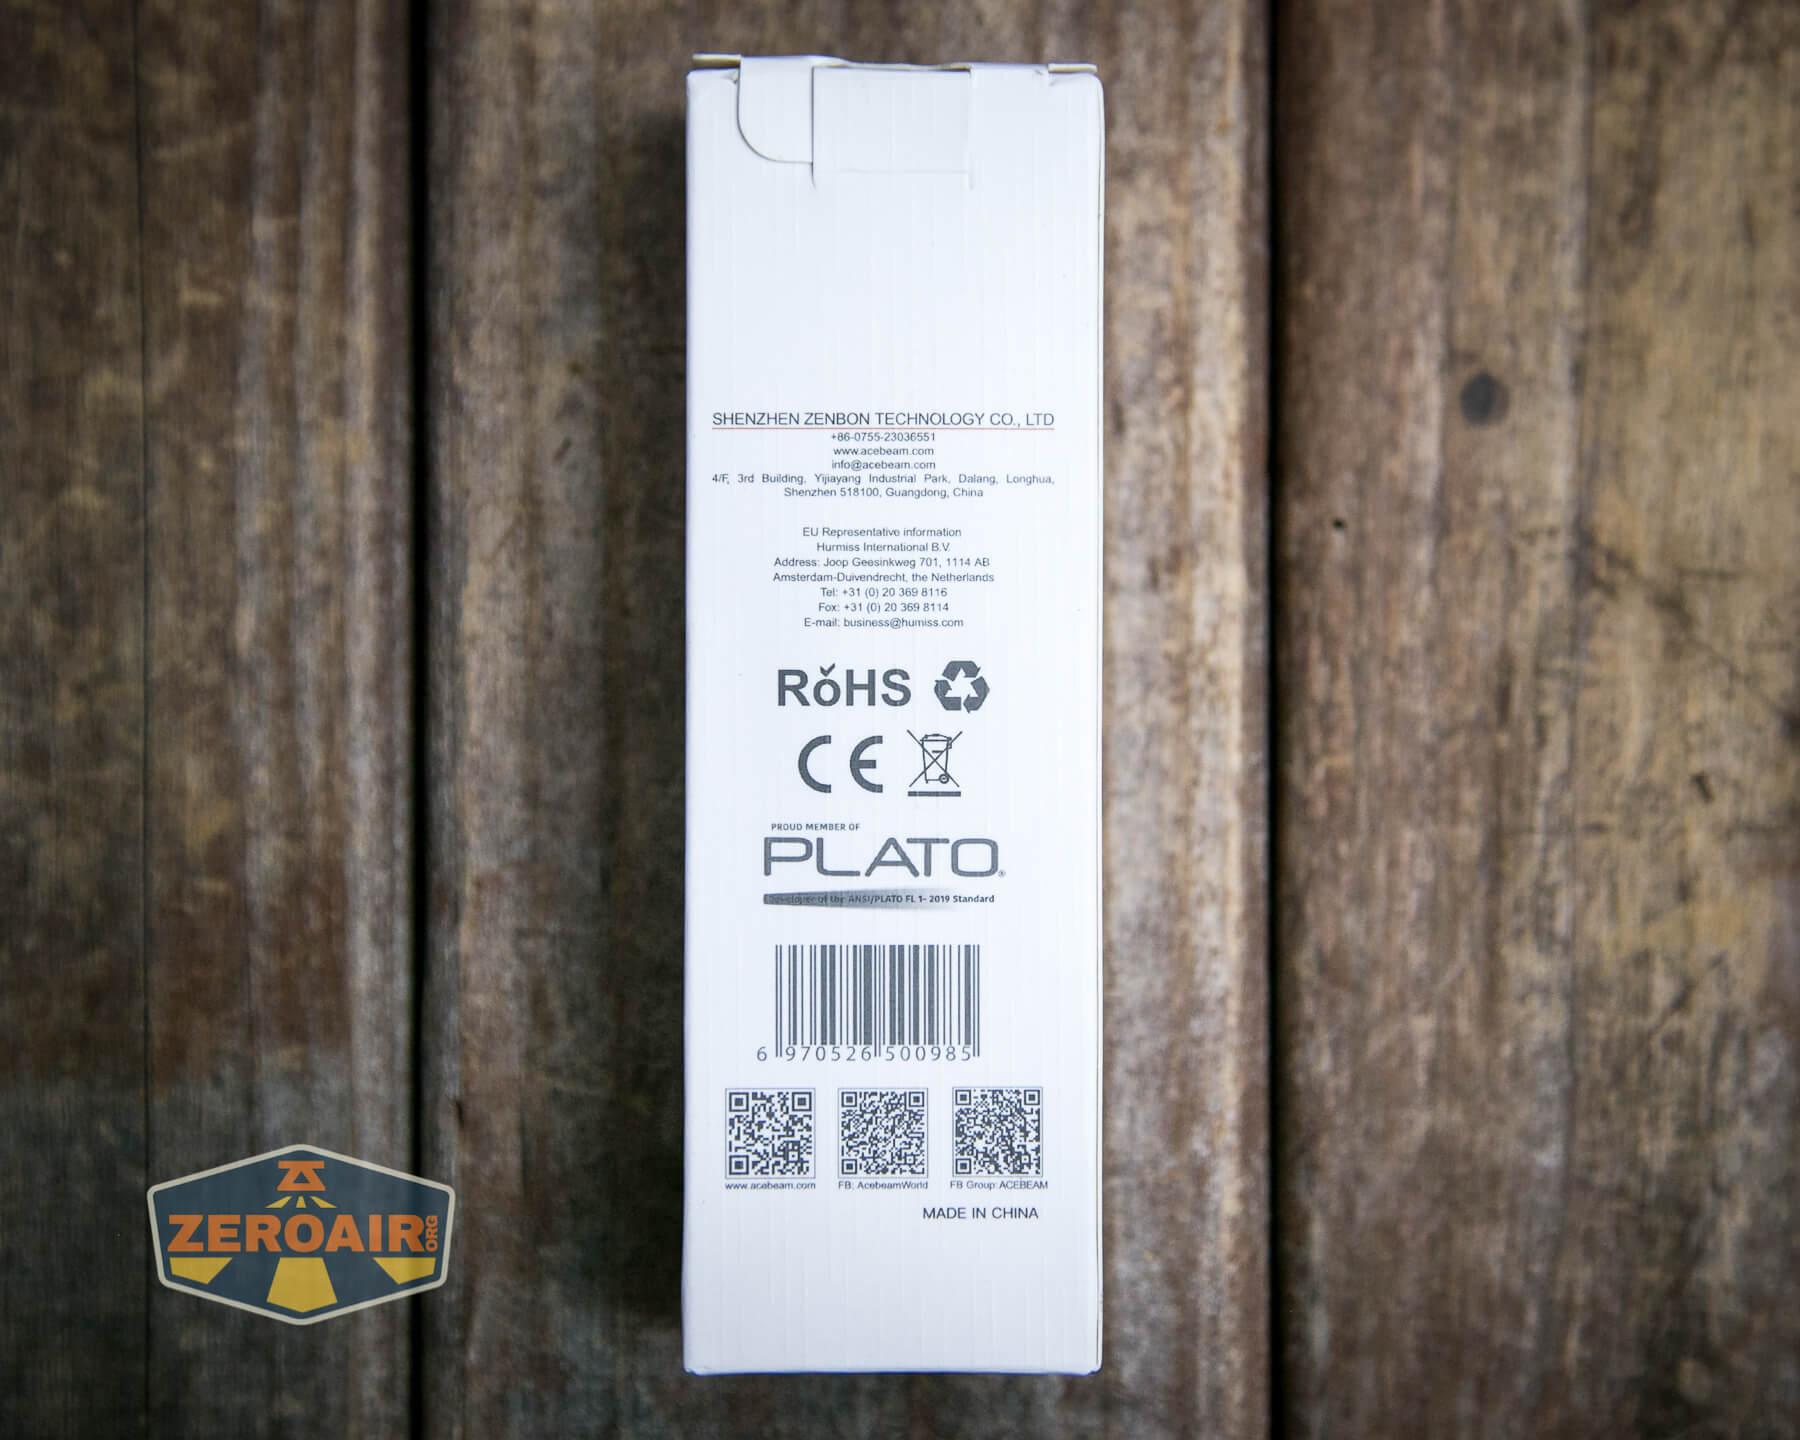 SHENZHEN ZENBON TECHNOLOGY CO., LTD
+86-0755-23036551
www.acebeam.com
info@acebeam.com
4/F, 3rd Building, Yijiayang Industrial Park, Dalang, Longhua,
Shenzhen 518100, Guangdong, China
EU Representative information
Hurmiss International B.V.
Address: Joop Geesinkweg 701, 1114 AB
Amsterdam-Duivendrecht, the Netherlands
Tel: +31 (0) 20 369 8116
Fox: +31 (0) 20 369 8114
E-mail: business@humiss.com
RoHS
CE
PROUD MEMBER OF
PLATO®
Developer of the ANSI/PLATO FL 1- 2019 Standard
6 970526 500985
www.acebeam.com FB: AcebeamWorld FB Group: ACEBEAM
MADE IN CHINA
ZEROAIR.ORG